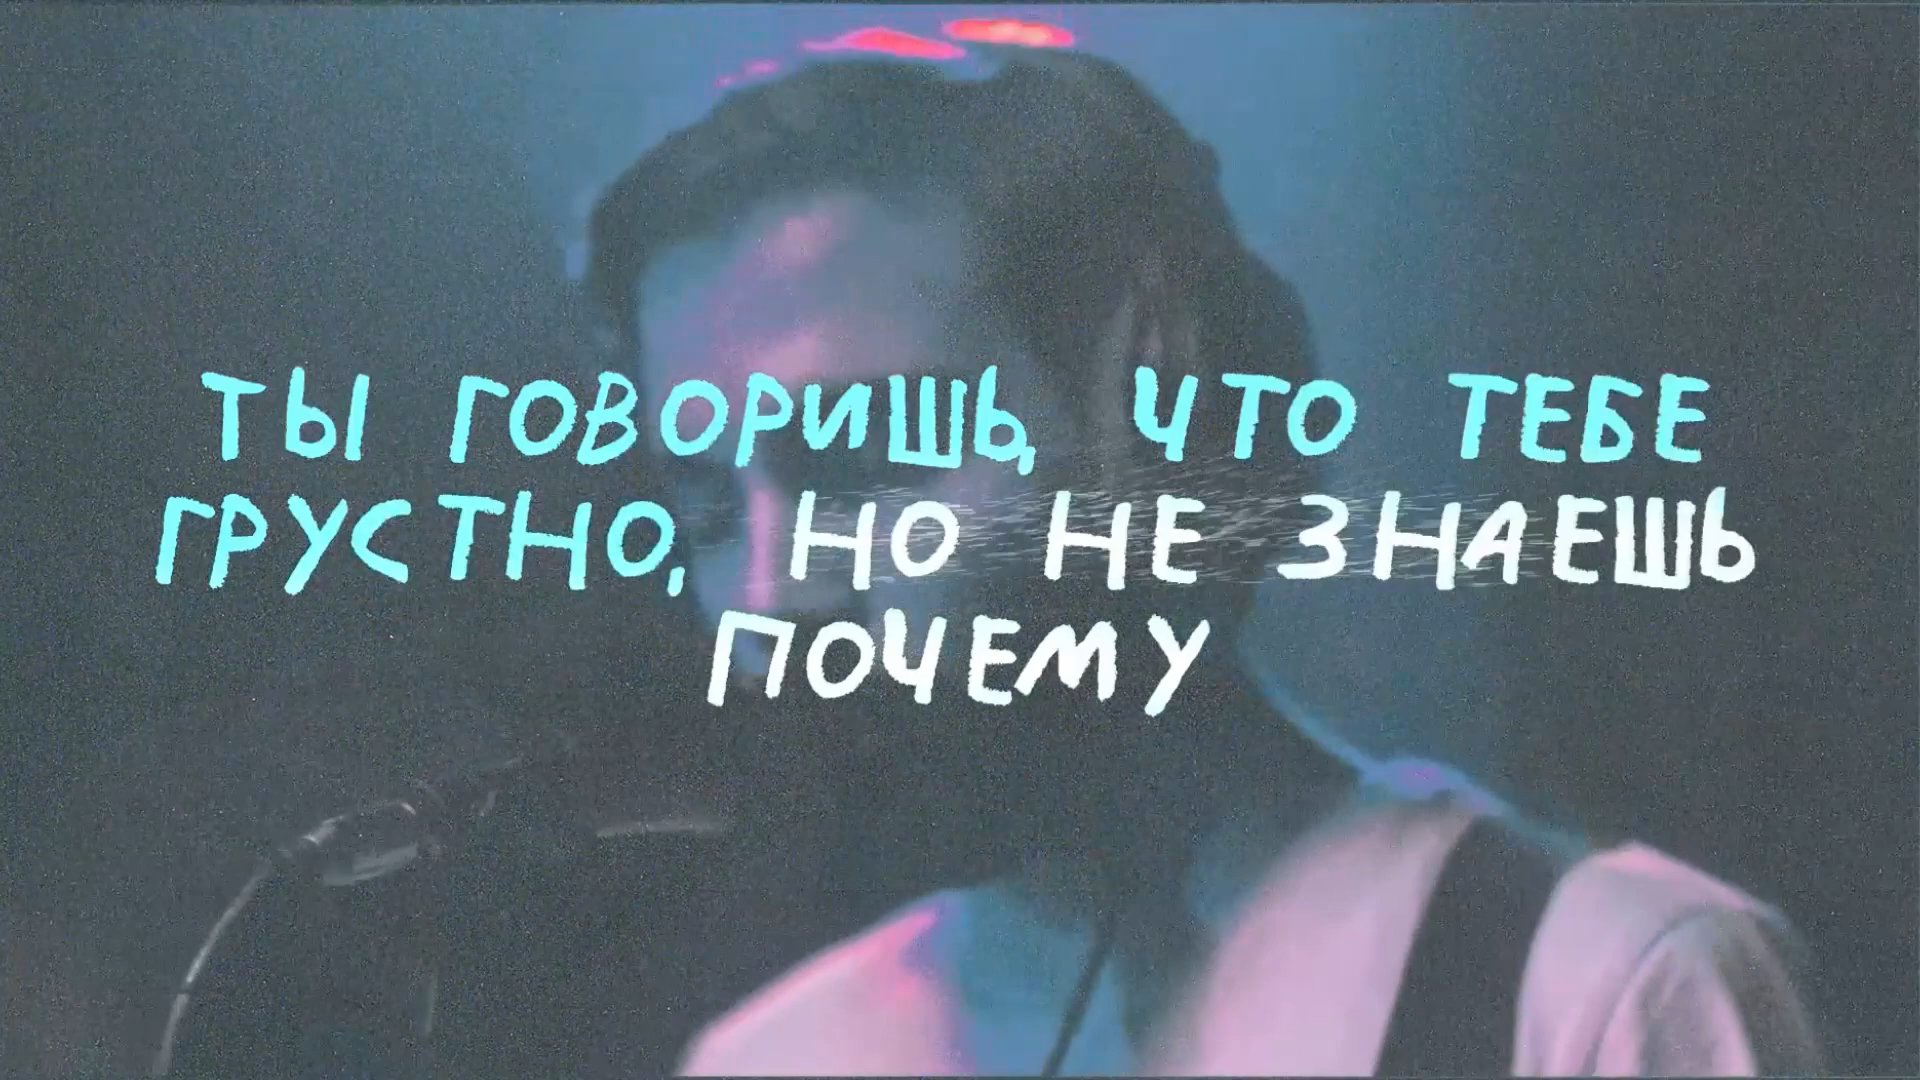 ТЫ ГОВОРИШЬ, ЧТО ТЕБЕ
ГРУСТНО, НО НЕ ЗНАЕШЬ
ПОЧЕМУ